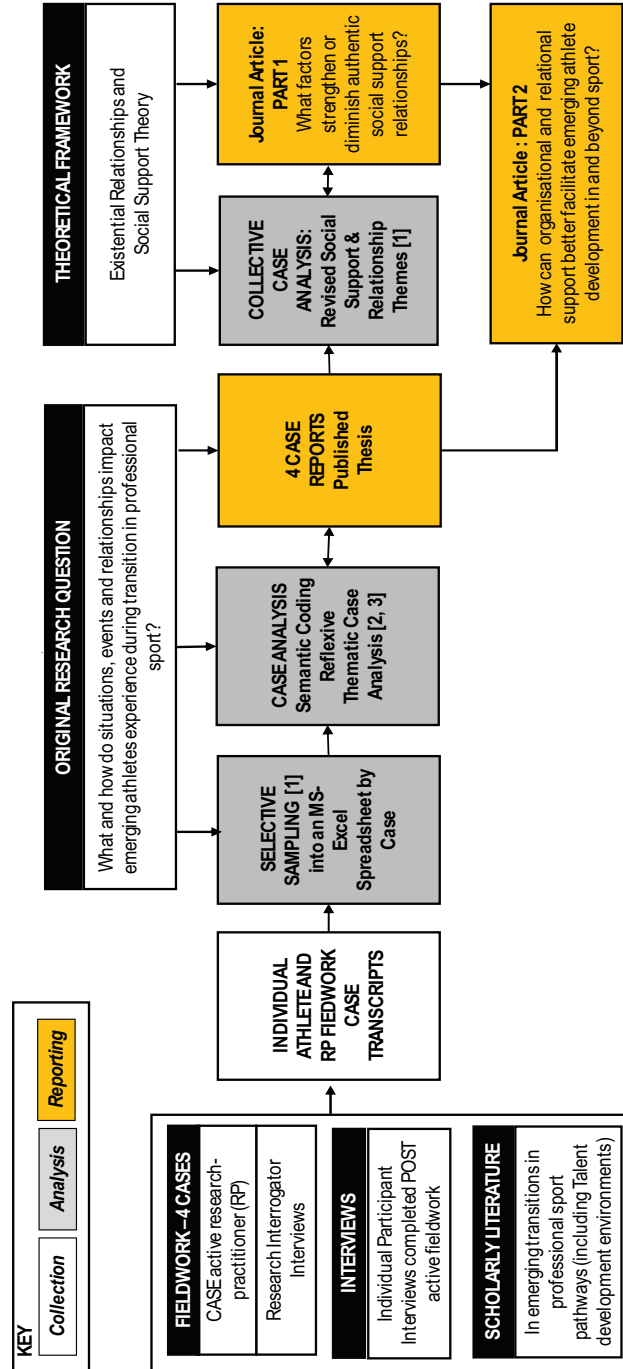 KEY
Collection
Analysis
Reporting
FIELDWORK – 4 CASES
CASE active research-
practitioner (RP)
Research Interrogator
Interviews
INTERVIEWS
Individual Participant
Interviews completed POST
active fieldwork
SCHOLARLY LITERATURE
In emerging transitions in
professional sport
pathways (including Talent
development environments)
INDIVIDUAL
ATHLETE AND
RP FIEDWORK
CASE
TRANSCRIPTS
ORIGINAL RESEARCH QUESTION
What and how do situations, events and relationships impact
emerging athletes experience during transition in professional
sport?
SELECTIVE
SAMPLING [1]
into an MS-
Excel
Spreadsheet by
Case
CASE ANALYSIS
Semantic Coding
Reflexive
Thematic Case
Analysis [2, 3]
4 CASE
REPORTS
Published
Thesis
THEORETICAL FRAMEWORK
Existential Relationships and
Social Support Theory
COLLECTIVE
CASE
ANALYSIS:
Revised Social
Support &
Relationship
Themes [1]
Journal Article:
PART 1
What factors
strengthen or
diminish authentic
social support
relationships?
Journal Article : PART 2
How can organisational and relational
support better facilitate emerging athlete
development in and beyond sport?